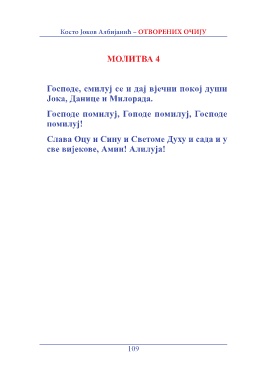 Косто Јоков Албијанић – ОТВОРЕНИХ ОЧИЈУ
МОЛИТВА 4
Господе, смилуј се и дај вјечни покој души
Јока, Данице и Милорада.
Господе помилуј, Гоподе помилуј, Господе
помилуј!
Слава Оцу и Сину и Светоме Духу и сада и у
све вијекове, Амин! Алилуја!
109